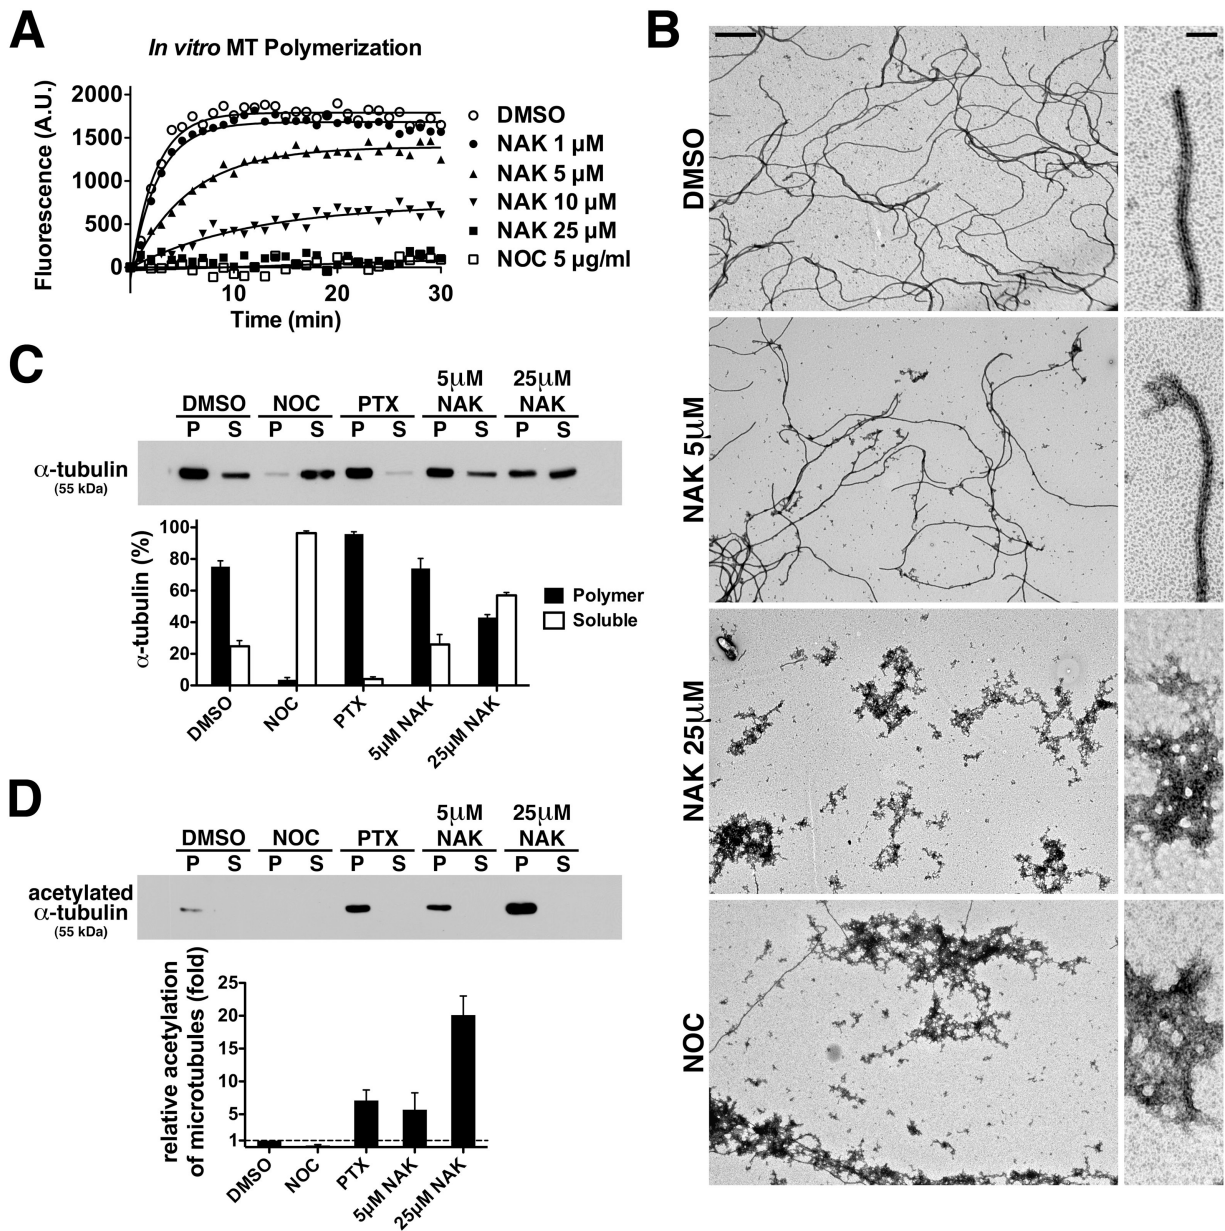 A
In vitro MT Polymerization
Fluorescence (A.U.)
2000
1500
1000
500
0
10
20
30
Time (min)
DMSO
NAK 1 µM
NAK 5 µM
NAK 10 µM
NAK 25 µM
NOC 5 µg/ml
B
DMSO
NAK 5µM
NAK 25µM
NOC
C
5µM 25µM
DMSO NOC PTX NAK NAK
P S P S P S P S P S
α-tubulin
(55 kDa)
α-tubulin (%)
100
80
60
40
20
0
DMSO
NOC
PTX
5µM NAK
25µM NAK
Polymer
Soluble
D
5µM 25µM
DMSO NOC PTX NAK NAK
P S P S P S P S P S
acetylated
α-tubulin
(55 kDa)
relative acetylation
of microtubules (fold)
25
20
15
10
5
1
DMSO
NOC
PTX
5µM NAK
25µM NAK